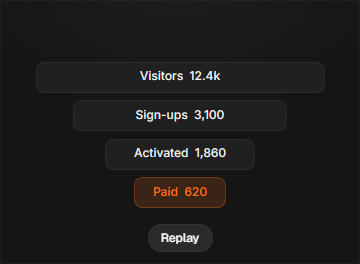 Visitors 12.4k
Sign-ups 3,100
Activated 1,860
Paid 620
Replay